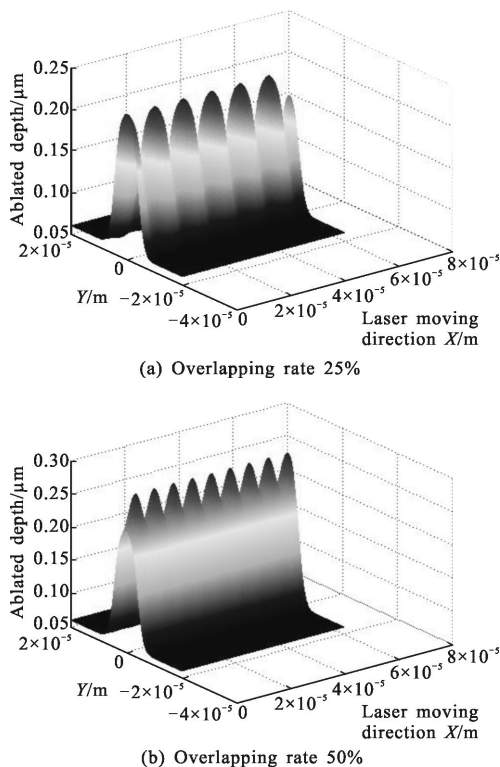 0.25
0.20
0.15
0.10
0.05
Ablated depth/μm
2×10⁻⁵
0
−2×10⁻⁵
−4×10⁻⁵
Y/m
0
2×10⁻⁵
4×10⁻⁵
6×10⁻⁵
8×10⁻⁵
Laser moving
direction X/m
(a) Overlapping rate 25%
0.30
0.25
0.20
0.15
0.10
0.05
Ablated depth/μm
2×10⁻⁵
0
−2×10⁻⁵
−4×10⁻⁵
Y/m
0
2×10⁻⁵
4×10⁻⁵
6×10⁻⁵
8×10⁻⁵
Laser moving
direction X/m
(b) Overlapping rate 50%